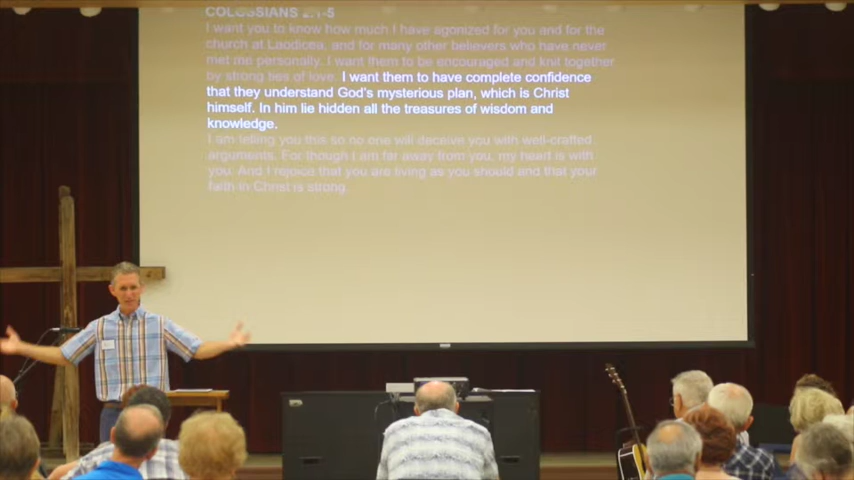 COLOSSIANS 2:1-5
I want you to know how much I have agonized for you and for the
church at Laodicea, and for many other believers who have never
met me personally. I want them to be encouraged and knit together
by strong ties of love. I want them to have complete confidence
that they understand God's mysterious plan, which is Christ
himself. In him lie hidden all the treasures of wisdom and
knowledge.
I am telling you this so no one will deceive you with well-crafted
arguments. For though I am far away from you, my heart is with
you. And I rejoice that you are living as you should and that your
faith in Christ is strong.